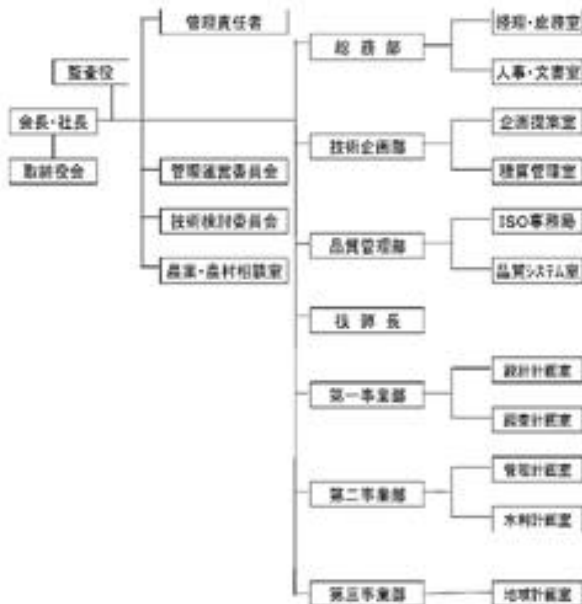 会長・社長
監査役
取締役会
管理責任者
管理運営委員会
技術検討委員会
農業・農村相談室
総務部
経理・庶務室
人事・文書室
技術企画部
企画提案室
積算管理室
品質管理部
ISO事務局
品質システム室
技師長
第一事業部
設計計画室
調査計画室
第二事業部
管理計画室
水利計画室
第三事業部
地球計画室